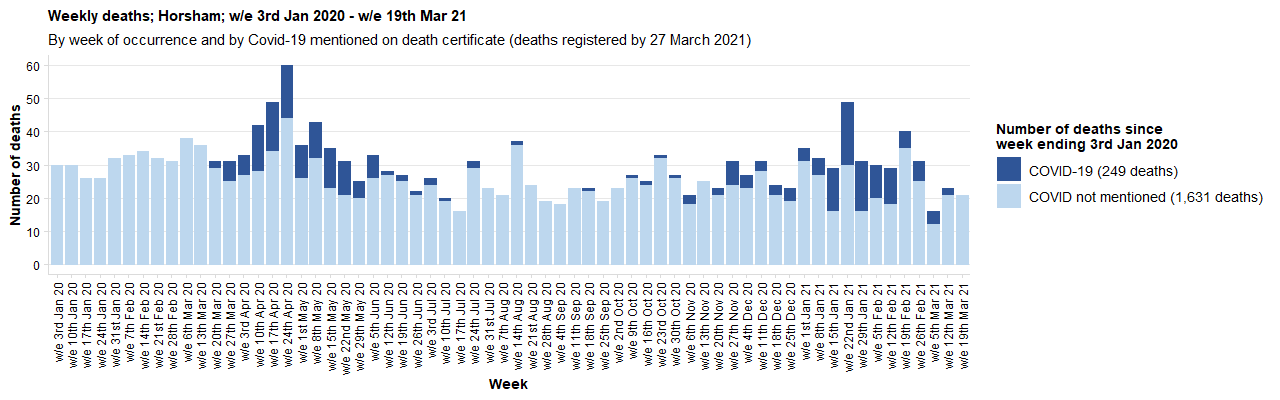 Weekly deaths; Horsham; w/e 3rd Jan 2020 - w/e 19th Mar 21
By week of occurrence and by Covid-19 mentioned on death certificate (deaths registered by 27 March 2021)
Number of deaths
60
50
40
30
20
10
0
w/e 3rd Jan 20
w/e 10th Jan 20
w/e 17th Jan 20
w/e 24th Jan 20
w/e 31st Jan 20
w/e 7th Feb 20
w/e 14th Feb 20
w/e 21st Feb 20
w/e 28th Feb 20
w/e 6th Mar 20
w/e 13th Mar 20
w/e 20th Mar 20
w/e 27th Mar 20
w/e 3rd Apr 20
w/e 10th Apr 20
w/e 17th Apr 20
w/e 24th Apr 20
w/e 1st May 20
w/e 8th May 20
w/e 15th May 20
w/e 22nd May 20
w/e 29th May 20
w/e 5th Jun 20
w/e 12th Jun 20
w/e 19th Jun 20
w/e 26th Jun 20
w/e 3rd Jul 20
w/e 10th Jul 20
w/e 17th Jul 20
w/e 24th Jul 20
w/e 31st Jul 20
w/e 7th Aug 20
w/e 14th Aug 20
w/e 21st Aug 20
w/e 28th Aug 20
w/e 4th Sep 20
w/e 11th Sep 20
w/e 18th Sep 20
w/e 25th Sep 20
w/e 2nd Oct 20
w/e 9th Oct 20
w/e 16th Oct 20
w/e 23rd Oct 20
w/e 30th Oct 20
w/e 6th Nov 20
w/e 13th Nov 20
w/e 20th Nov 20
w/e 27th Nov 20
w/e 4th Dec 20
w/e 11th Dec 20
w/e 18th Dec 20
w/e 25th Dec 20
w/e 1st Jan 21
w/e 8th Jan 21
w/e 15th Jan 21
w/e 22nd Jan 21
w/e 29th Jan 21
w/e 5th Feb 21
w/e 12th Feb 21
w/e 19th Feb 21
w/e 26th Feb 21
w/e 5th Mar 21
w/e 12th Mar 21
w/e 19th Mar 21
Week
Number of deaths since
week ending 3rd Jan 2020
COVID-19 (249 deaths)
COVID not mentioned (1,631 deaths)